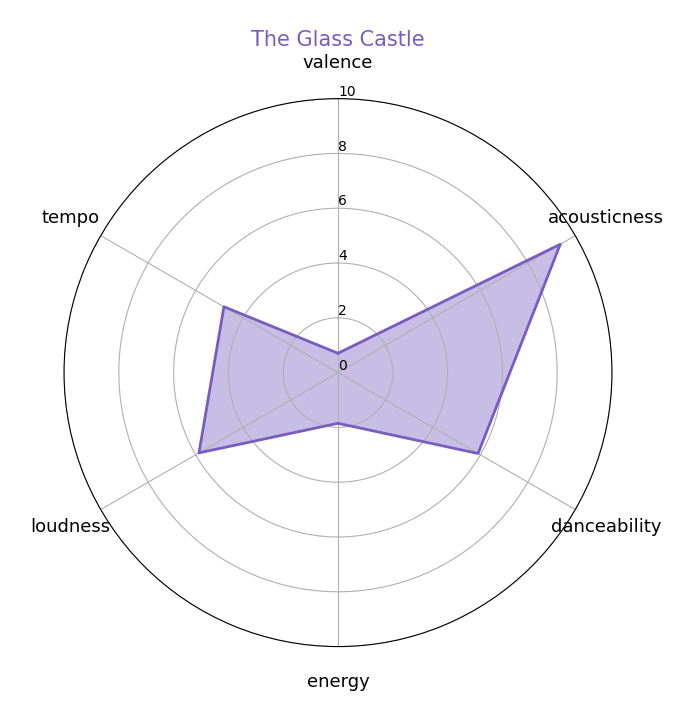 The Glass Castle
valence
10
8
6
4
2
0
tempo
acousticness
loudness
danceability
energy